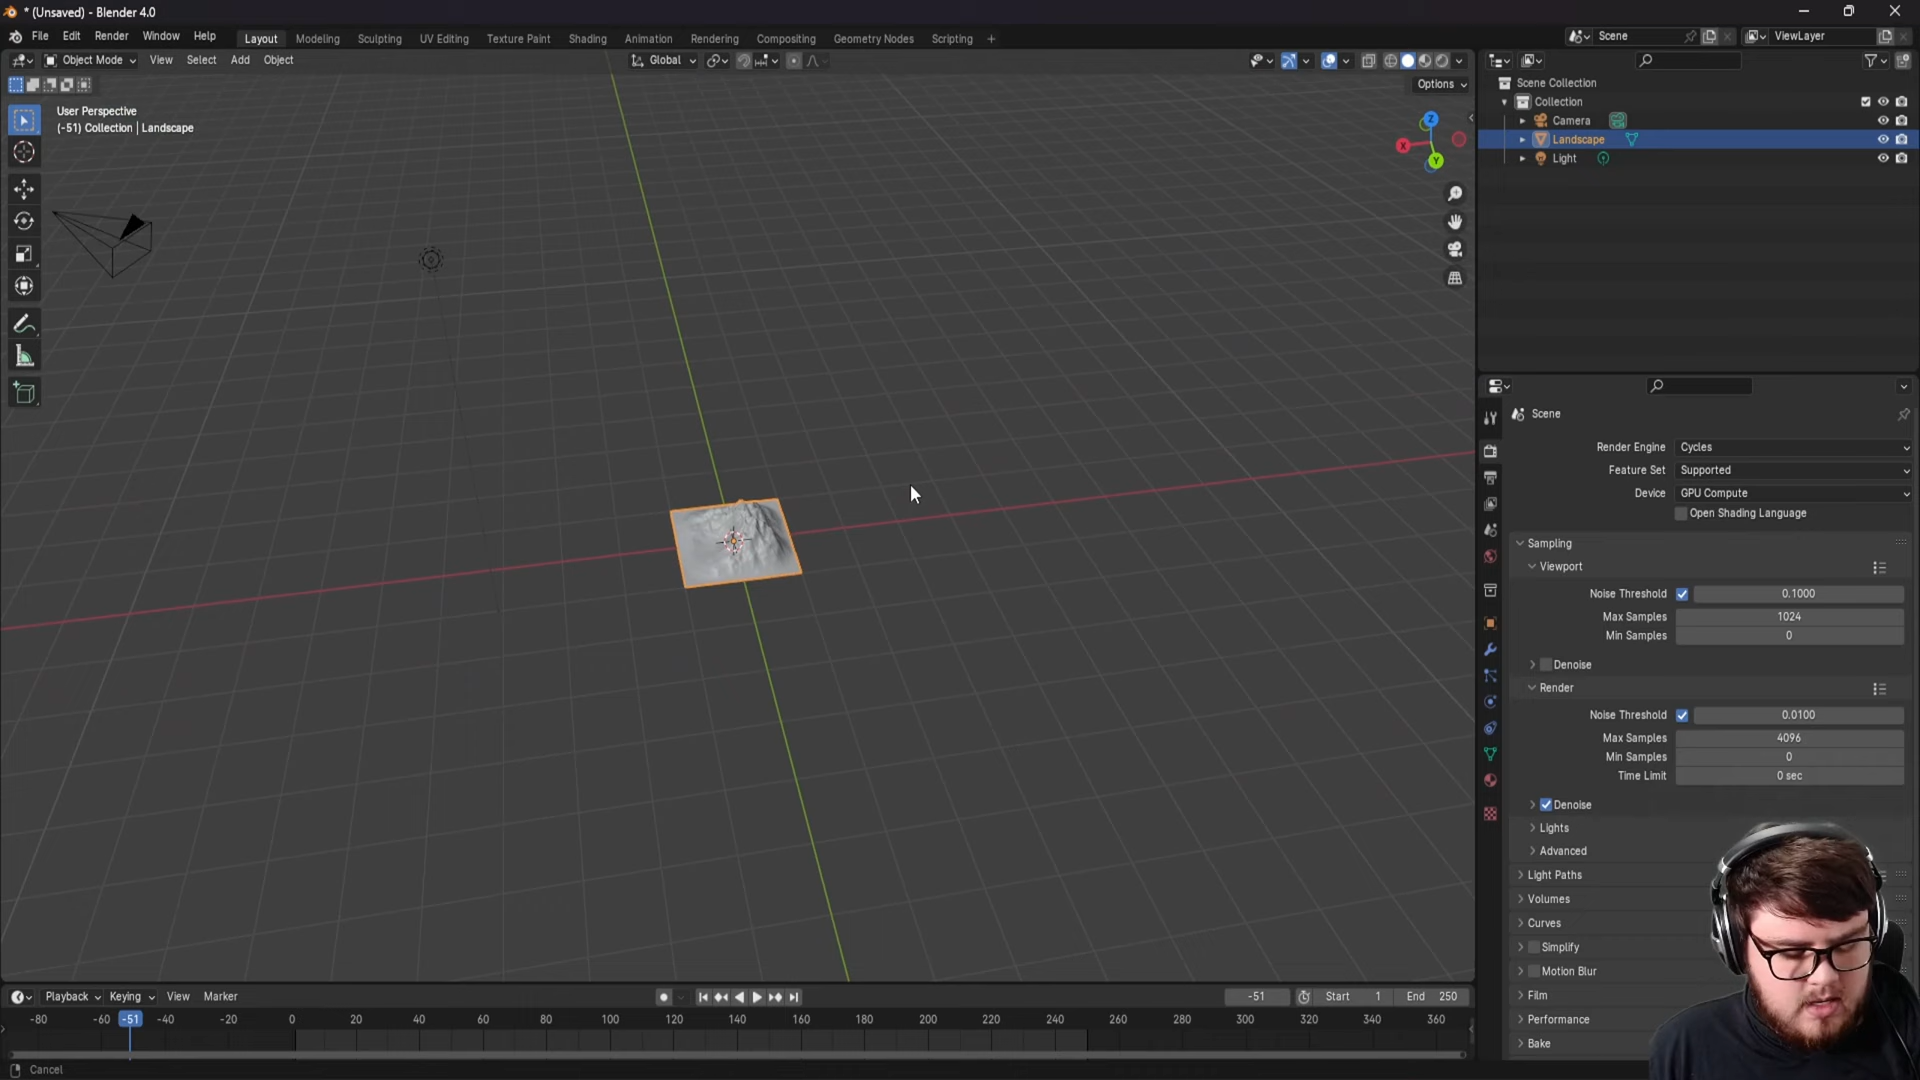 * (Unsaved) - Blender 4.0
File Edit Render Window Help
Layout Modeling Sculpting UV Editing Texture Paint Shading Animation Rendering Compositing Geometry Nodes Scripting +
Scene
ViewLayer
Object Mode View Select Add Object
Global
Options
User Perspective
(-51) Collection | Landscape
Z
X
Y
Scene Collection
Collection
Camera
Landscape
Light
Scene
Render Engine Cycles
Feature Set Supported
Device GPU Compute
Open Shading Language
Sampling
Viewport
Noise Threshold 0.1000
Max Samples 1024
Min Samples 0
Denoise
Render
Noise Threshold 0.0100
Max Samples 4096
Min Samples 0
Time Limit 0 sec
Denoise
Lights
Advanced
Light Paths
Volumes
Curves
Simplify
Motion Blur
Film
Performance
Bake
Playback Keying View Marker
-51 Start 1 End 250
-80 -60 -51 -40 -20 0 20 40 60 80 100 120 140 160 180 200 220 240 260 280 300 320 340 360
Cancel